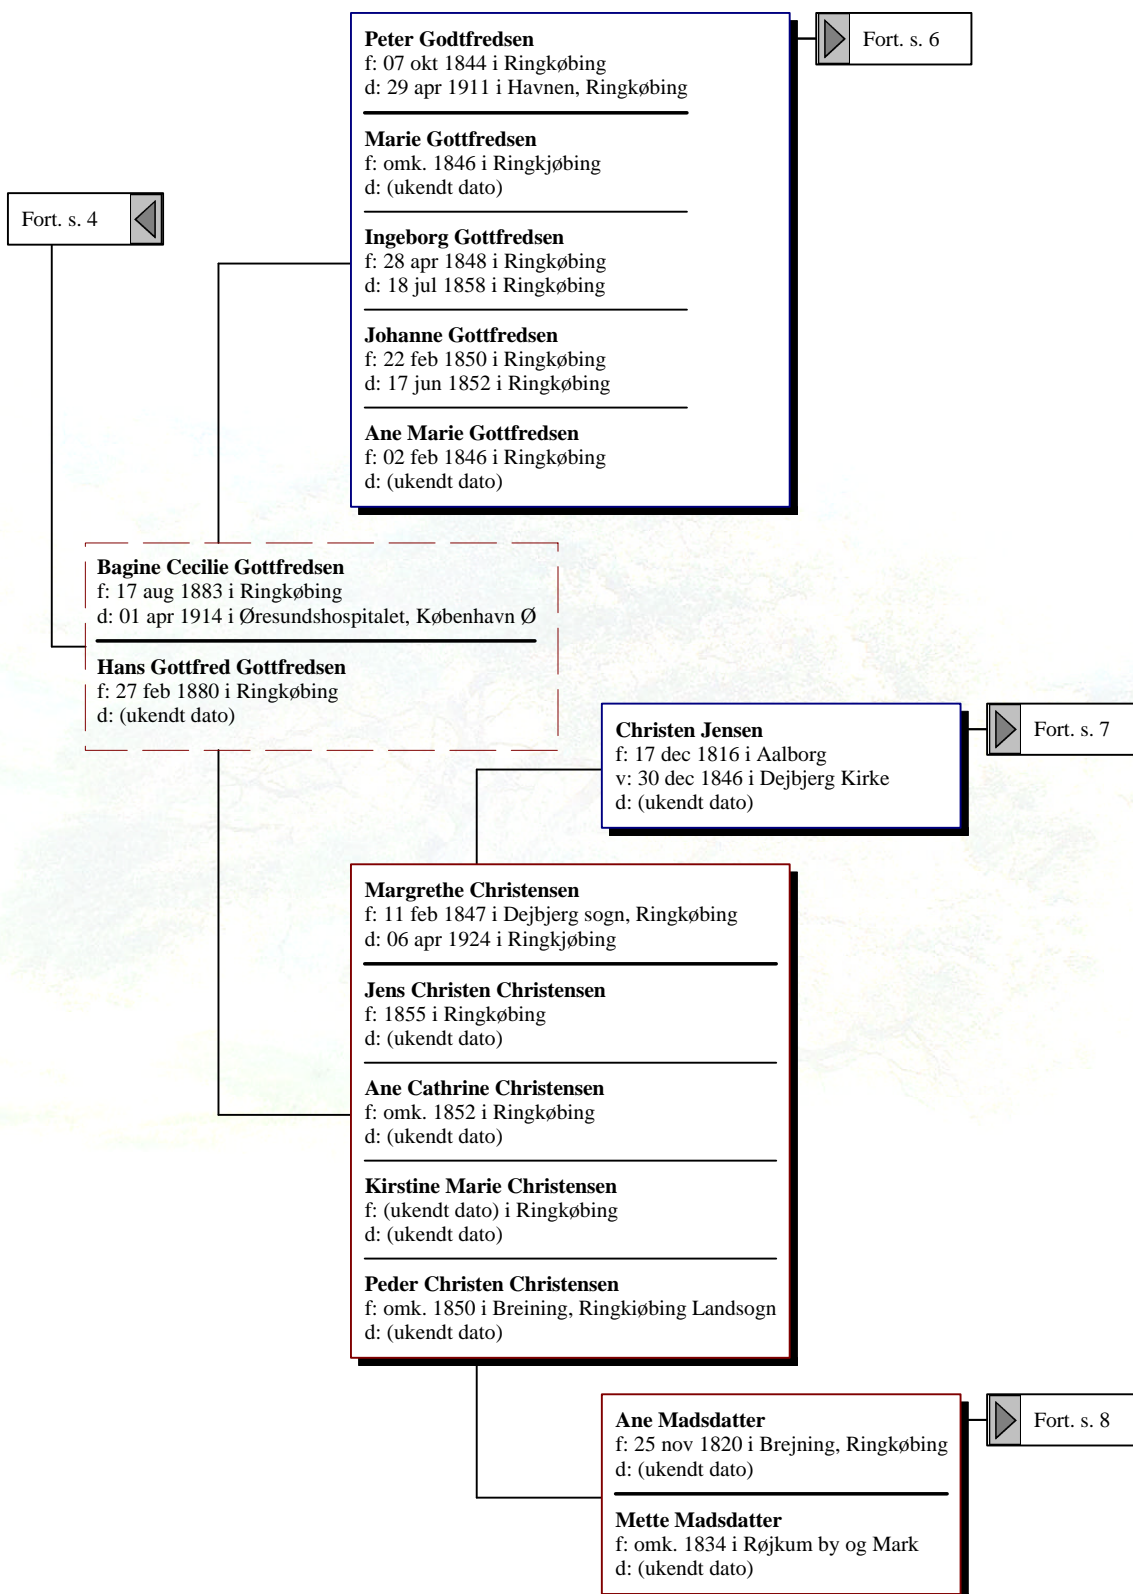 Peter Godtfredsen
f: 07 okt 1844 i Ringkøbing
d: 29 apr 1911 i Havnen, Ringkøbing
Fort. s. 6
Marie Gottfredsen
f: omk. 1846 i Ringkjøbing
d: (ukendt dato)
Fort. s. 4
Ingeborg Gottfredsen
f: 28 apr 1848 i Ringkøbing
d: 18 jul 1858 i Ringkøbing
Johanne Gottfredsen
f: 22 feb 1850 i Ringkøbing
d: 17 jun 1852 i Ringkøbing
Ane Marie Gottfredsen
f: 02 feb 1846 i Ringkøbing
d: (ukendt dato)
Bagine Cecilie Gottfredsen
f: 17 aug 1883 i Ringkøbing
d: 01 apr 1914 i Øresundshospitalet, København Ø
Hans Gottfred Gottfredsen
f: 27 feb 1880 i Ringkøbing
d: (ukendt dato)
Christen Jensen
f: 17 dec 1816 i Aalborg
v: 30 dec 1846 i Dejbjerg Kirke
d: (ukendt dato)
Fort. s. 7
Margrethe Christensen
f: 11 feb 1847 i Dejbjerg sogn, Ringkøbing
d: 06 apr 1924 i Ringkjøbing
Jens Christen Christensen
f: 1855 i Ringkøbing
d: (ukendt dato)
Ane Cathrine Christensen
f: omk. 1852 i Ringkøbing
d: (ukendt dato)
Kirstine Marie Christensen
f: (ukendt dato) i Ringkøbing
d: (ukendt dato)
Peder Christen Christensen
f: omk. 1850 i Breining, Ringkiøbing Landsogn
d: (ukendt dato)
Ane Madsdatter
f: 25 nov 1820 i Brejning, Ringkøbing
d: (ukendt dato)
Fort. s. 8
Mette Madsdatter
f: omk. 1834 i Røjkum by og Mark
d: (ukendt dato)